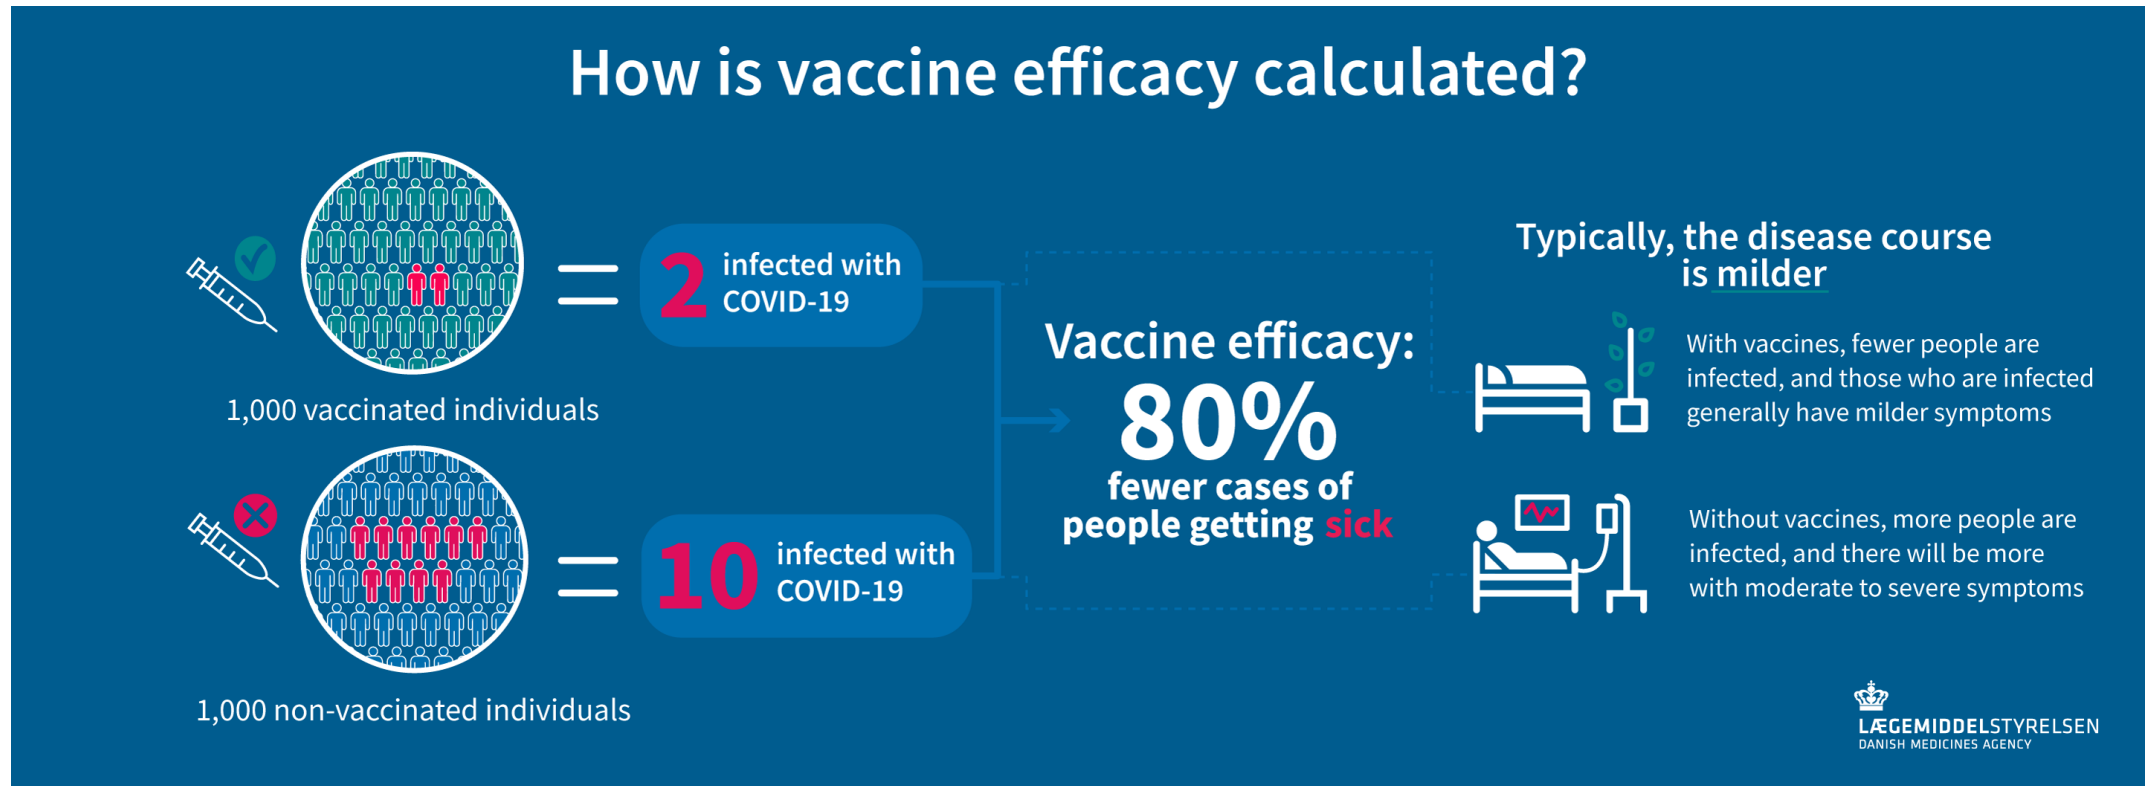 How is vaccine efficacy calculated?
1,000 vaccinated individuals
2
infected with
COVID-19
1,000 non-vaccinated individuals
10
infected with
COVID-19
Vaccine efficacy:
80%
fewer cases of
people getting sick
Typically, the disease course
is milder
With vaccines, fewer people are
infected, and those who are infected
generally have milder symptoms
Without vaccines, more people are
infected, and there will be more
with moderate to severe symptoms
LÆGEMIDDELSTYRELSEN
DANISH MEDICINES AGENCY